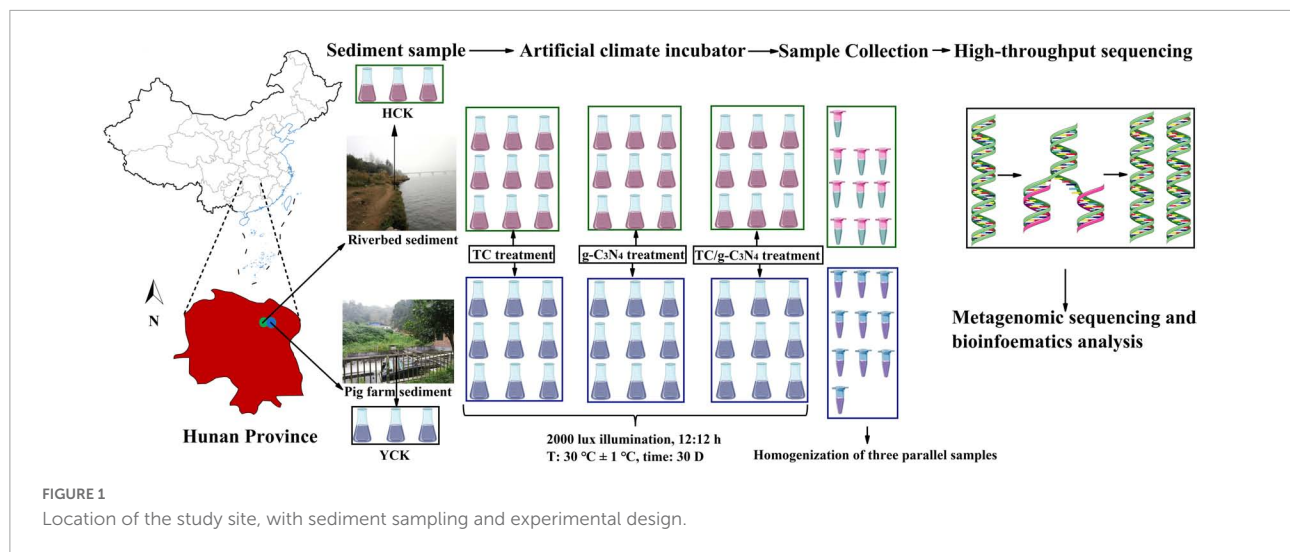 Sediment sample
Artificial climate incubator
Sample Collection
High-throughput sequencing
HCK
Riverbed sediment
TC treatment
g-C₃N₄ treatment
TC/g-C₃N₄ treatment
N
Pig farm sediment
Metagenomic sequencing and
bioinfoematics analysis
Hunan Province
YCK
2000 lux illumination, 12:12 h
T: 30 °C ± 1 °C, time: 30 D
Homogenization of three parallel samples
FIGURE 1
Location of the study site, with sediment sampling and experimental design.